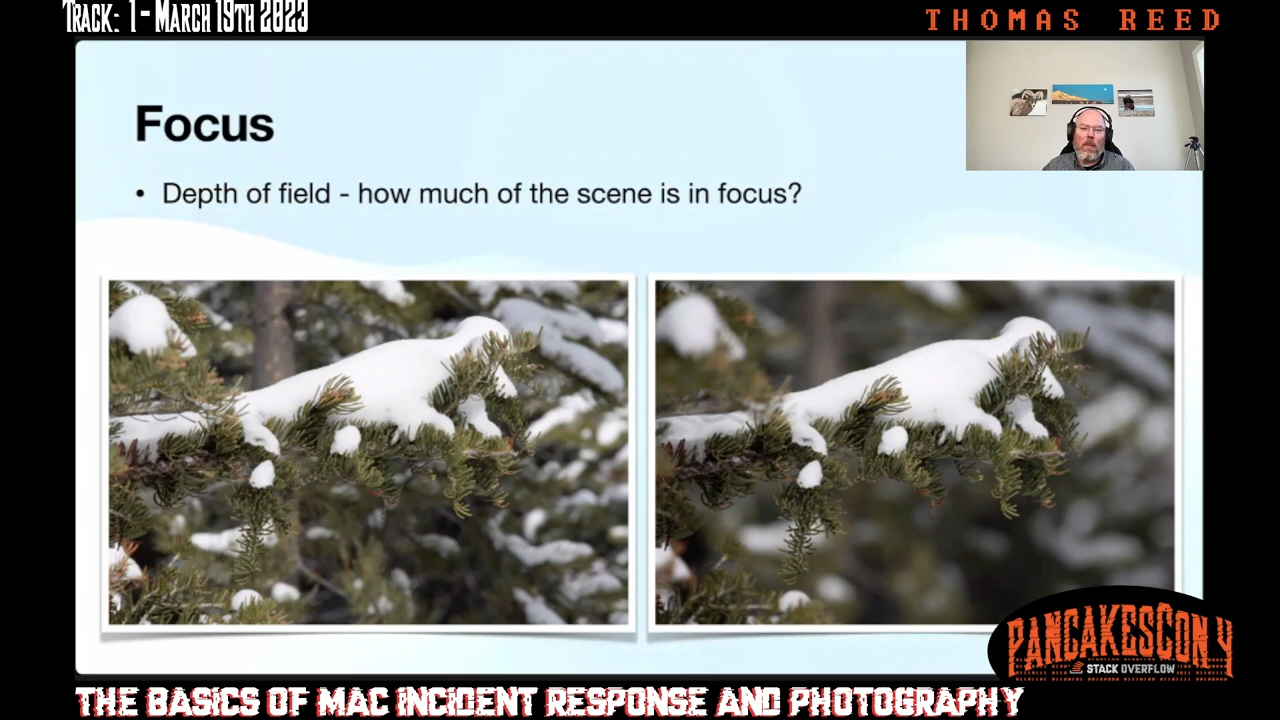 Track: 1 - March 19th 2023
THOMAS REED
Focus
• Depth of field - how much of the scene is in focus?
PANCAKESCON 4
STACK OVERFLOW
THE BASICS OF MAC INCIDENT RESPONSE AND PHOTOGRAPHY